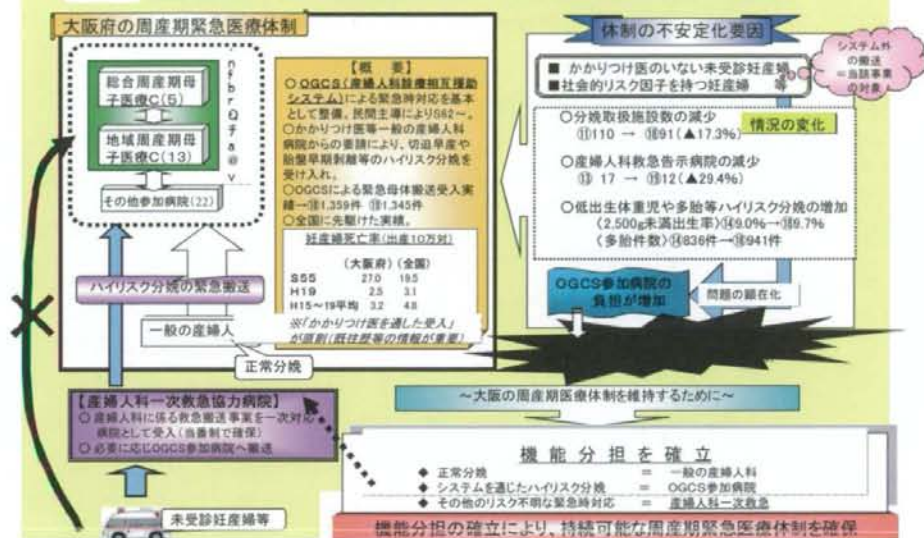 大阪府の周産期緊急医療体制
総合周産期母
子医療C(5)
地域周産期母
子医療C(13)
その他参加病院(22)
n
f
b
r
Q
チ
a
@
v
【 概 要 】
○OGCS(産婦人科診療相互援助
システム)による緊急時対応を基本
として整備、民間主導によりS62~。
○かかりつけ医等一般の産婦人科
病院からの要請により、切迫早産や
胎盤早期剥離等のハイリスク分娩を
受け入れ。
○OGCSによる緊急母体搬送受入実
績→⑱1,359件 ⑲1,345件
○全国に先駆けた実績。
妊産婦死亡率(出産10万対)
(大阪府) (全国)
S55 27.0 19.5
H19 2.5 3.1
H15~19平均 3.2 4.8
※「かかりつけ医を通した受入」
が原則(既往歴等の情報が重要)
ハイリスク分娩の緊急搬送
一般の産婦人
正常分娩
【産婦人科一次救急協力病院】
○ 産婦人科に係る救急搬送事案を一次対応
病院として受入(当番制で確保)
○ 必要に応じOGCS参加病院へ搬送
未受診妊産婦等
体制の不安定化要因
システム外
の搬送
=当該事業
の対象
■ かかりつけ医のいない未受診妊産婦
■社会的リスク因子を持つ妊産婦 等
情況の変化
○分娩取扱施設数の減少
⑪110 → ⑱91(▲17.3%)
○産婦人科救急告示病院の減少
⑬ 17 → ⑲12(▲29.4%)
○低出生体重児や多胎等ハイリスク分娩の増加
(2,500g未満出生率)⑭9.0%→⑱9.7%
(多胎件数)⑭836件→⑱941件
OGCS参加病院の
負担が増加
問題の顕在化
~大阪の周産期医療体制を維持するために~
機 能 分 担 を 確 立
◆ 正常分娩 = 一般の産婦人科
◆ システムを通じたハイリスク分娩 = OGCS参加病院
◆ その他のリスク不明な緊急時対応 = 産婦人科一次救急
機能分担の確立により、持続可能な周産期緊急医療体制を確保